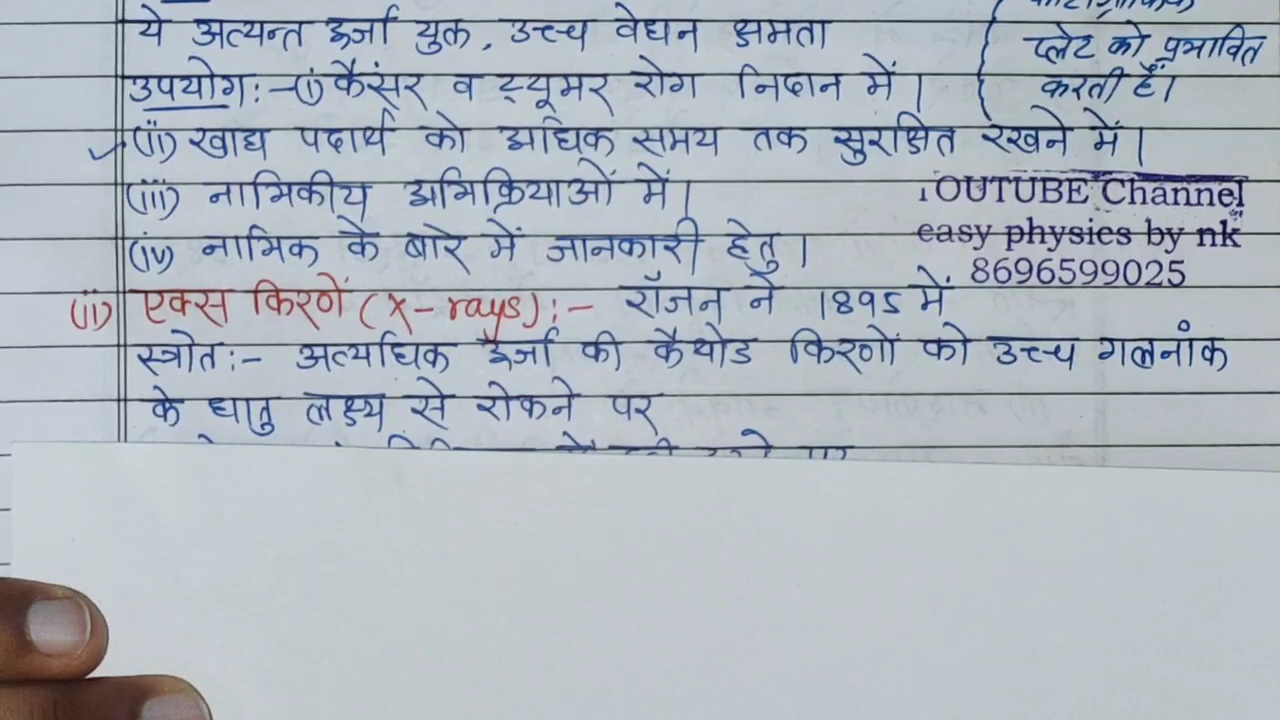 ये अत्यन्त ऊर्जा युक्त, उच्च वेधन क्षमता
प्लेट को प्रभावित
करती हैं।
उपयोग:-(i) कैंसर व ट्यूमर रोग निदान में।
(ii) खाद्य पदार्थ को अधिक समय तक सुरक्षित रखने में।
(iii) नाभिकीय अभिक्रियाओं में।
(iv) नाभिक के बारे में जानकारी हेतु।
YOUTUBE Channel
easy physics by nk
8696599025
(ii) एक्स किरणें (X-rays):- रॉजन ने 1895 में
स्त्रोत:- अत्यधिक ऊर्जा की कैथोड किरणों को उच्च गलनांक
के धातु लक्ष्य से रोकने पर